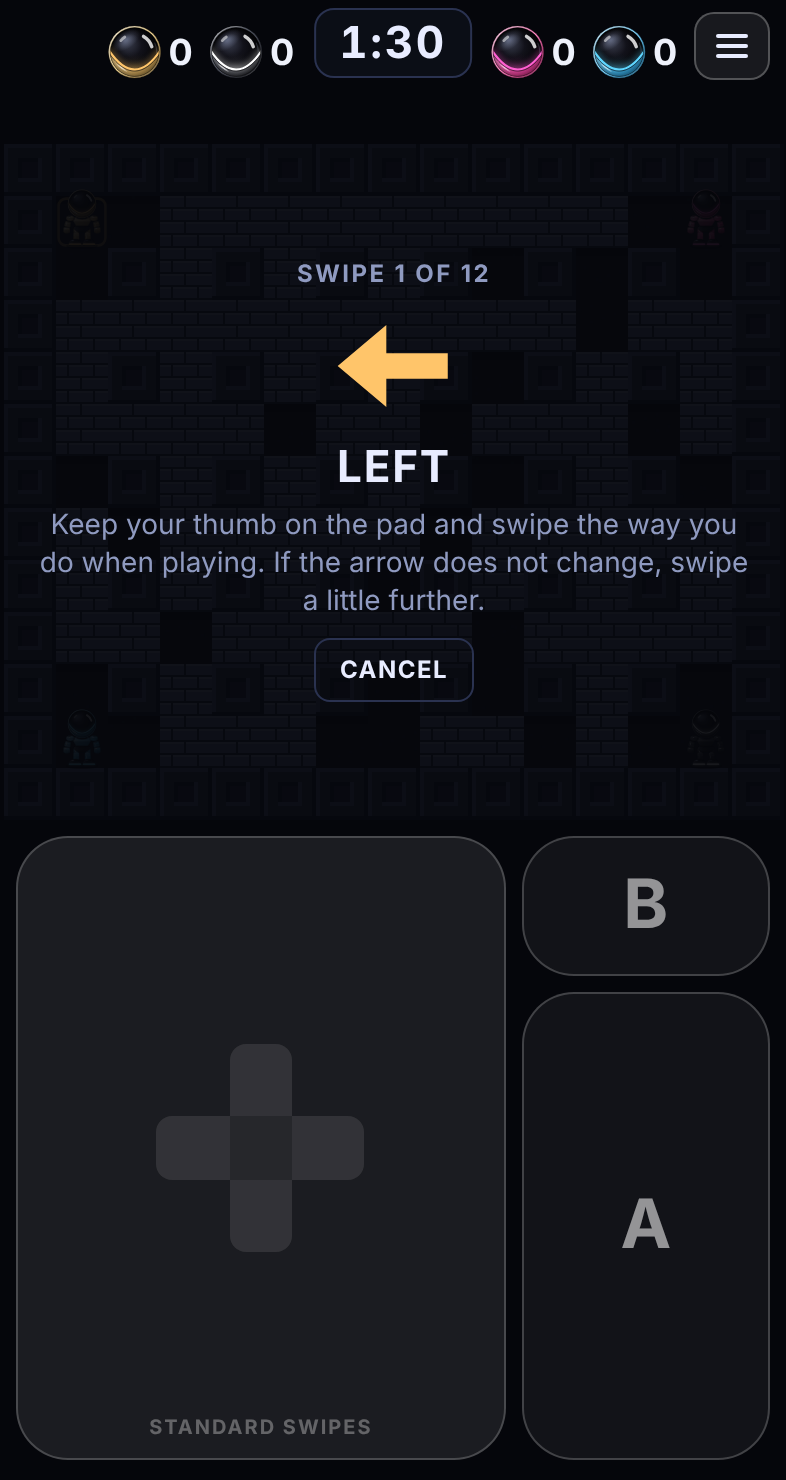 0 0 1:30 0 0
SWIPE 1 OF 12
LEFT
Keep your thumb on the pad and swipe the way you
do when playing. If the arrow does not change, swipe
a little further.
CANCEL
B
A
STANDARD SWIPES